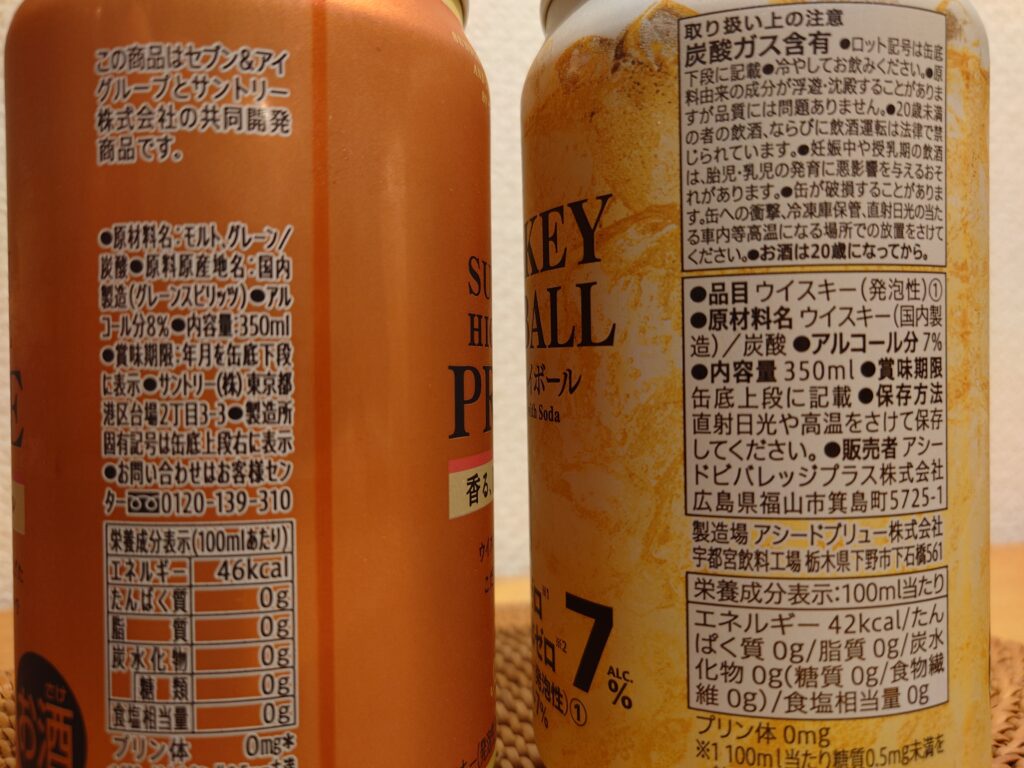 この商品はセブン&アイ
グループとサントリー
株式会社の共同開発
商品です。
●原材料名:モルト、グレーン/
炭酸●原料原産地名:国内
製造(グレーンスピリッツ)●アル
コール分8%●内容量:350ml
●賞味期限:年月を缶底下段
に表示●サントリー(株)東京都
港区台場2丁目3-3●製造所
固有記号は缶底上段右に表示
●お問い合わせはお客様セン
ター 0120-139-310
栄養成分表示(100mlあたり)
エネルギー 46kcal
たんぱく質 0g
脂質 0g
炭水化物 0g
糖類 0g
食塩相当量 0g
プリン体 0mg*
お酒
E
SU
HIG
PR
香る、
KEY
BALL
イボール
th Soda
ゼロ※2
発泡性)①
7
ALC.
%
取り扱い上の注意
炭酸ガス含有 ●ロット記号は缶底
下段に記載●冷やしてお飲みください。●原
料由来の成分が浮遊・沈殿することがありま
すが品質には問題ありません。●20歳未満
の者の飲酒、ならびに飲酒運転は法律で禁
じられています。●妊娠中や授乳期の飲酒
は、胎児・乳児の発育に悪影響を与えるおそ
れがあります。●缶が破損することがありま
す。缶への衝撃、冷凍庫保管、直射日光の当た
る車内等高温になる場所での放置をさけて
ください。●お酒は20歳になってから。
●品目 ウイスキー(発泡性)①
●原材料名 ウイスキー(国内製
造)/炭酸 ●アルコール分 7%
●内容量 350ml ●賞味期限
缶底上段に記載 ●保存方法
直射日光や高温をさけて保存
してください。 ●販売者 アシー
ドビバレッジプラス株式会社
広島県福山市箕島町5725-1
製造場 アシードブリュー株式会社
宇都宮飲料工場 栃木県下野市下石橋561
栄養成分表示:100ml当たり
エネルギー 42kcal/たん
ぱく質 0g/脂質 0g/炭水
化物 0g(糖質 0g/食物繊
維 0g)/食塩相当量 0g
プリン体 0mg
※1 100ml当たり糖質0.5mg未満を